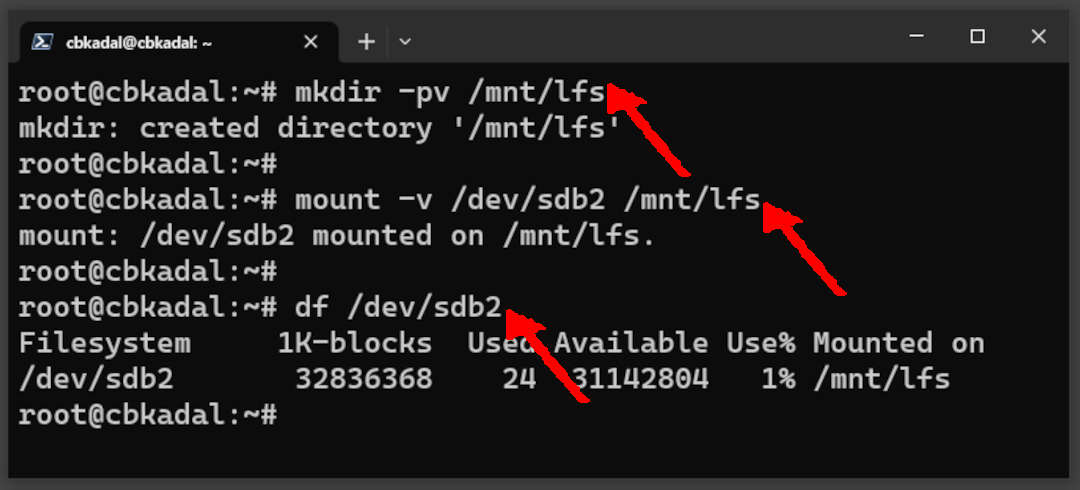 cbkadal@cbkadal: ~
root@cbkadal:~# mkdir -pv /mnt/lfs
mkdir: created directory '/mnt/lfs'
root@cbkadal:~#
root@cbkadal:~# mount -v /dev/sdb2 /mnt/lfs
mount: /dev/sdb2 mounted on /mnt/lfs.
root@cbkadal:~#
root@cbkadal:~# df /dev/sdb2
Filesystem     1K-blocks  Used Available Use% Mounted on
/dev/sdb2       32836368    24  31142804   1% /mnt/lfs
root@cbkadal:~#